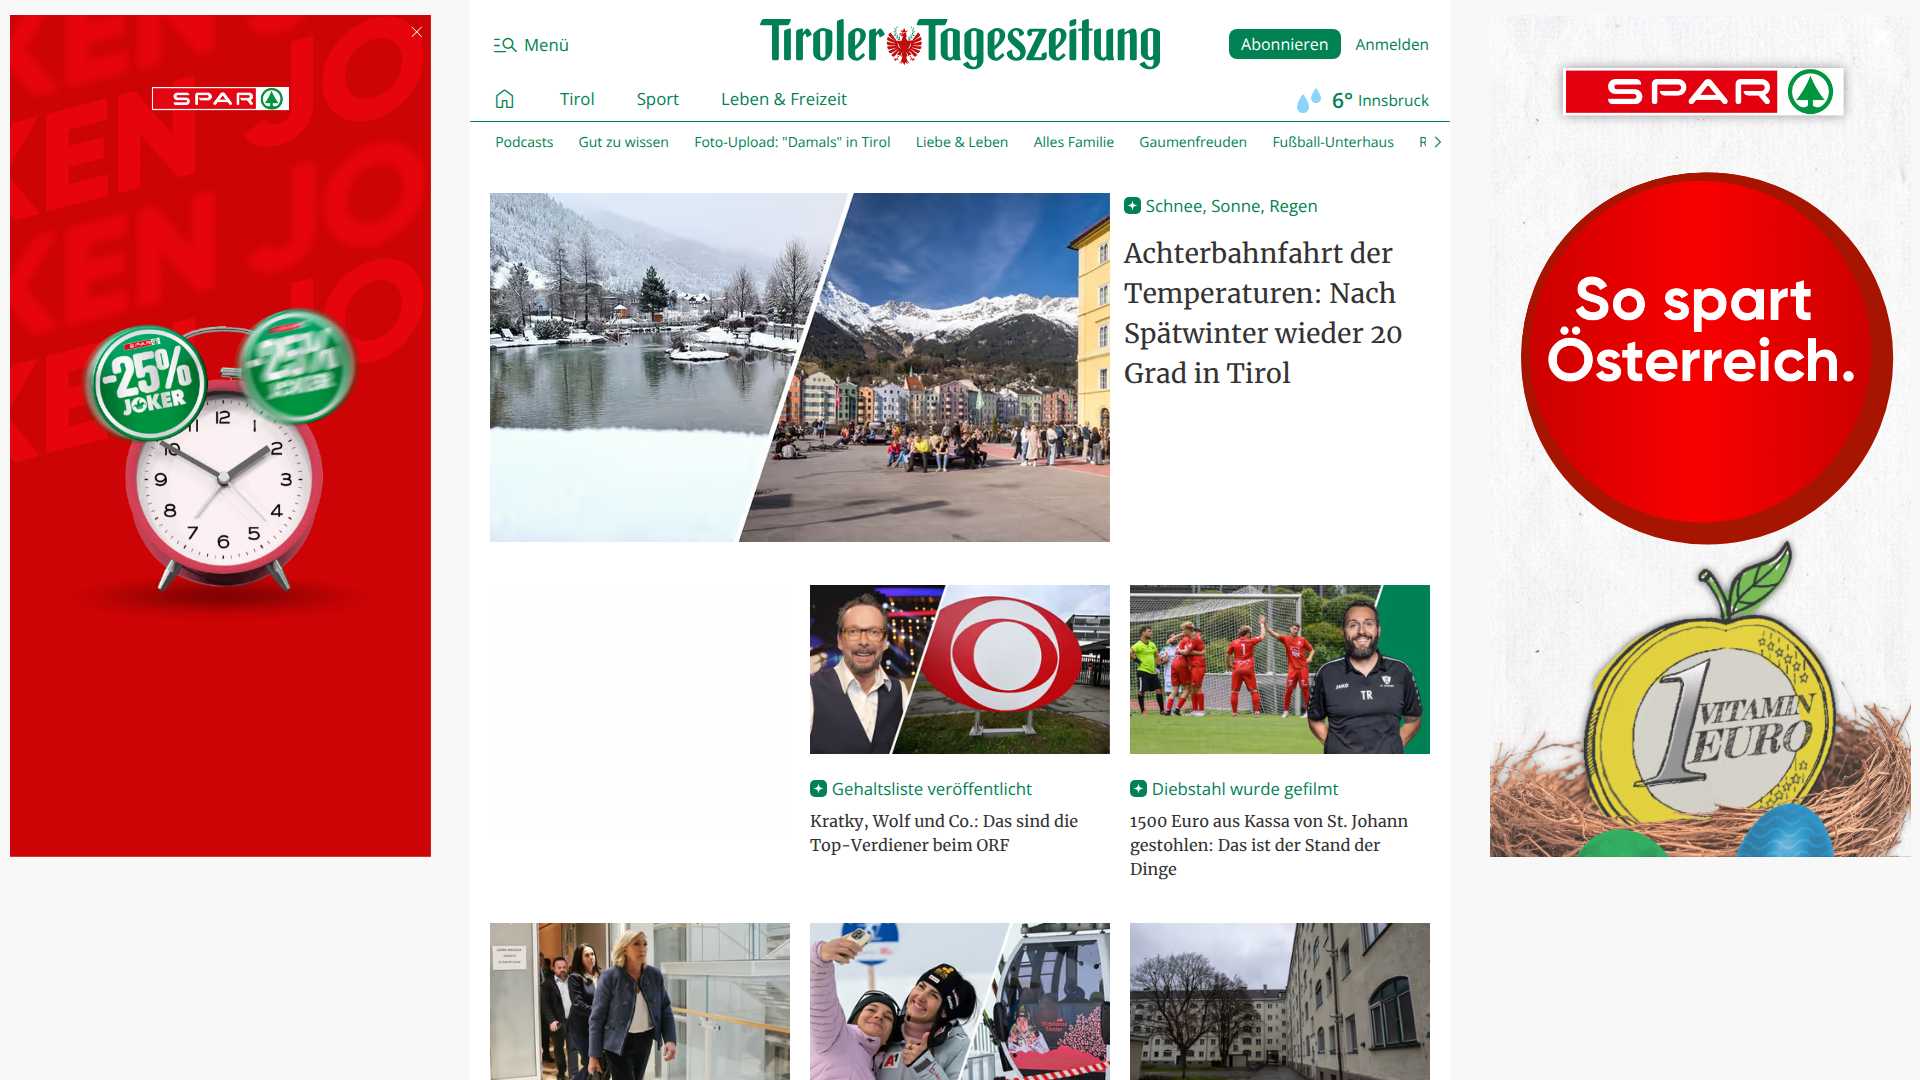 Menü
Tiroler Tageszeitung
Abonnieren
Anmelden
Tirol
Sport
Leben & Freizeit
6° Innsbruck
Podcasts
Gut zu wissen
Foto-Upload: "Damals" in Tirol
Liebe & Leben
Alles Familie
Gaumenfreuden
Fußball-Unterhaus
SPAR
-25%
JOKER
-25%
JOKER
12
1
2
3
4
5
6
7
8
9
10
11
Schnee, Sonne, Regen
Achterbahnfahrt der
Temperaturen: Nach
Spätwinter wieder 20
Grad in Tirol
JAKO
TR
Gehaltsliste veröffentlicht
Kratky, Wolf und Co.: Das sind die
Top-Verdiener beim ORF
Diebstahl wurde gefilmt
1500 Euro aus Kassa von St. Johann
gestohlen: Das ist der Stand der
Dinge
SPAR
So spart
Österreich.
1
VITAMIN
EURO